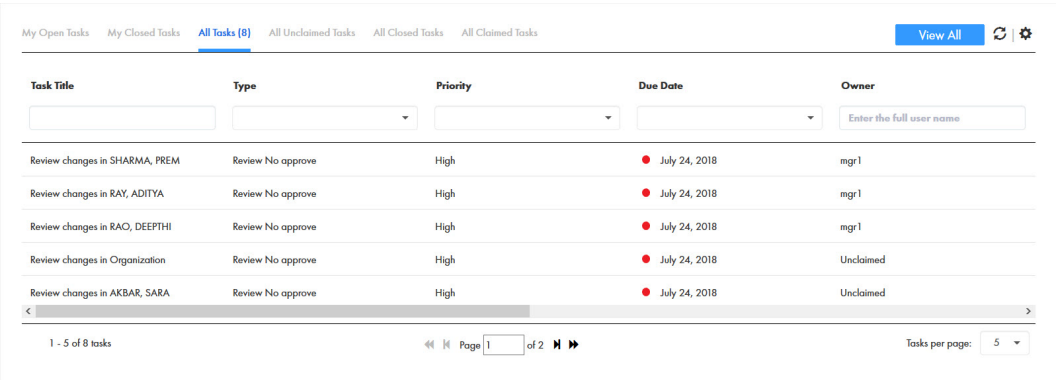 My Open Tasks My Closed Tasks All Tasks (8) All Unclaimed Tasks All Closed Tasks All Claimed Tasks View All
Task Title Type Priority Due Date Owner
Enter the full user name
Review changes in SHARMA, PREM Review No approve High July 24, 2018 mgr1
Review changes in RAY, ADITYA Review No approve High July 24, 2018 mgr1
Review changes in RAO, DEEPTHI Review No approve High July 24, 2018 mgr1
Review changes in Organization Review No approve High July 24, 2018 Unclaimed
Review changes in AKBAR, SARA Review No approve High July 24, 2018 Unclaimed
1 - 5 of 8 tasks Page 1 of 2 Tasks per page: 5